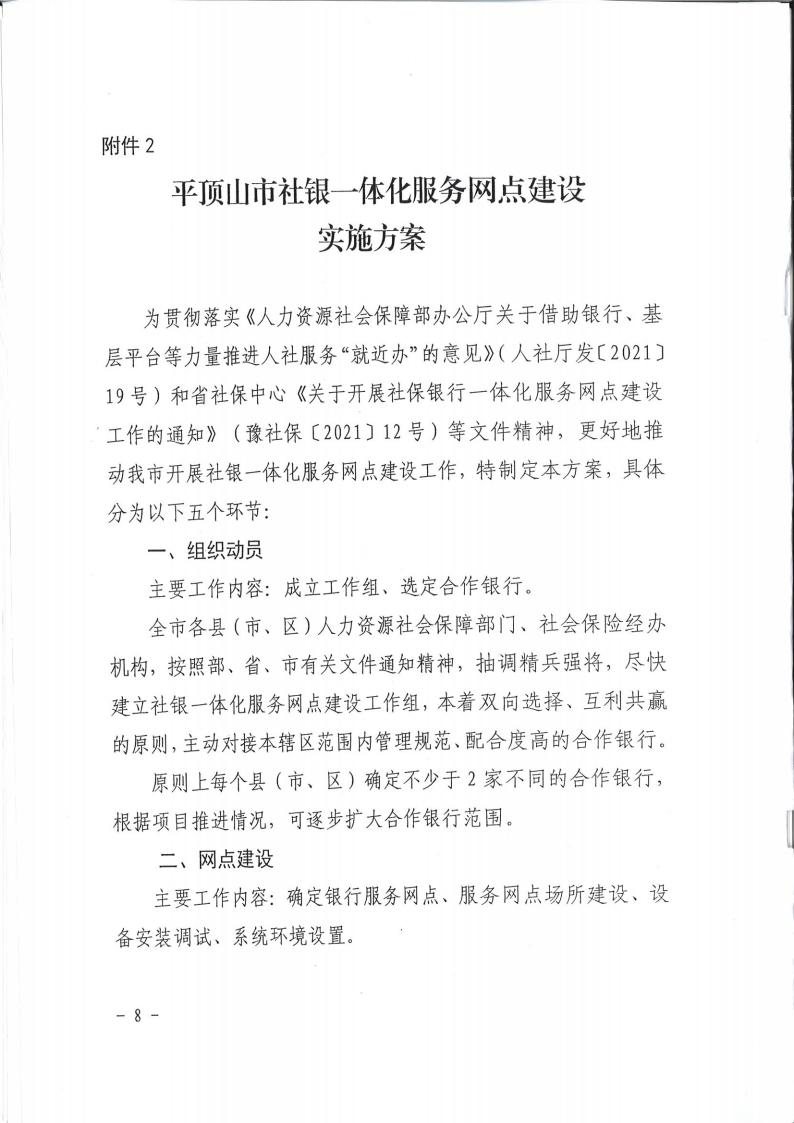 附件 2
平顶山市社银一体化服务网点建设
实施方案
为贯彻落实《人力资源社会保障部办公厅关于借助银行、基
层平台等力量推进人社服务“就近办”的意见》（人社厅发〔2021〕
19 号）和省社保中心《关于开展社保银行一体化服务网点建设
工作的通知》（豫社保〔2021〕12 号）等文件精神，更好地推
动我市开展社银一体化服务网点建设工作，特制定本方案，具体
分为以下五个环节：
一、组织动员
主要工作内容：成立工作组、选定合作银行。
全市各县（市、区）人力资源社会保障部门、社会保险经办
机构，按照部、省、市有关文件通知精神，抽调精兵强将，尽快
建立社银一体化服务网点建设工作组，本着双向选择、互利共赢
的原则，主动对接本辖区范围内管理规范、配合度高的合作银行。
原则上每个县（市、区）确定不少于 2 家不同的合作银行，
根据项目推进情况，可逐步扩大合作银行范围。
二、网点建设
主要工作内容：确定银行服务网点、服务网点场所建设、设
备安装调试、系统环境设置。
- 8 -